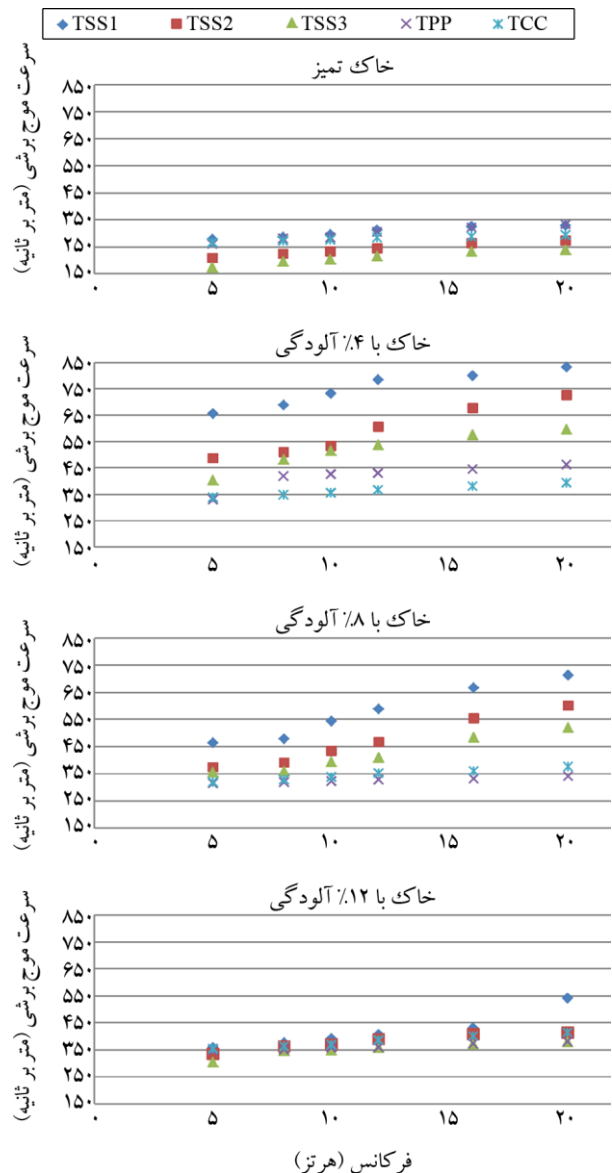 TSS1 TSS2 TSS3 TPP TCC
خاک تمیز
سرعت موج برشی (متر بر ثانیه)
۸۵۰
۷۵۰
۶۵۰
۵۵۰
۴۵۰
۳۵۰
۲۵۰
۱۵۰
۰ ۵ ۱۰ ۱۵ ۲۰
خاک با ۴٪ آلودگی
سرعت موج برشی (متر بر ثانیه)
۸۵۰
۷۵۰
۶۵۰
۵۵۰
۴۵۰
۳۵۰
۲۵۰
۱۵۰
۰ ۵ ۱۰ ۱۵ ۲۰
خاک با ۸٪ آلودگی
سرعت موج برشی (متر بر ثانیه)
۸۵۰
۷۵۰
۶۵۰
۵۵۰
۴۵۰
۳۵۰
۲۵۰
۱۵۰
۰ ۵ ۱۰ ۱۵ ۲۰
خاک با ۱۲٪ آلودگی
سرعت موج برشی (متر بر ثانیه)
۸۵۰
۷۵۰
۶۵۰
۵۵۰
۴۵۰
۳۵۰
۲۵۰
۱۵۰
۰ ۵ ۱۰ ۱۵ ۲۰
فرکانس (هرتز)